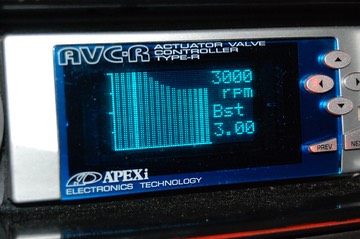 AVC-R
ACTUATOR VALVE
CONTROLLER
TYPE-R
3000
rpm
Bst
3.00
APEXi
ELECTRONICS TECHNOLOGY
PREV